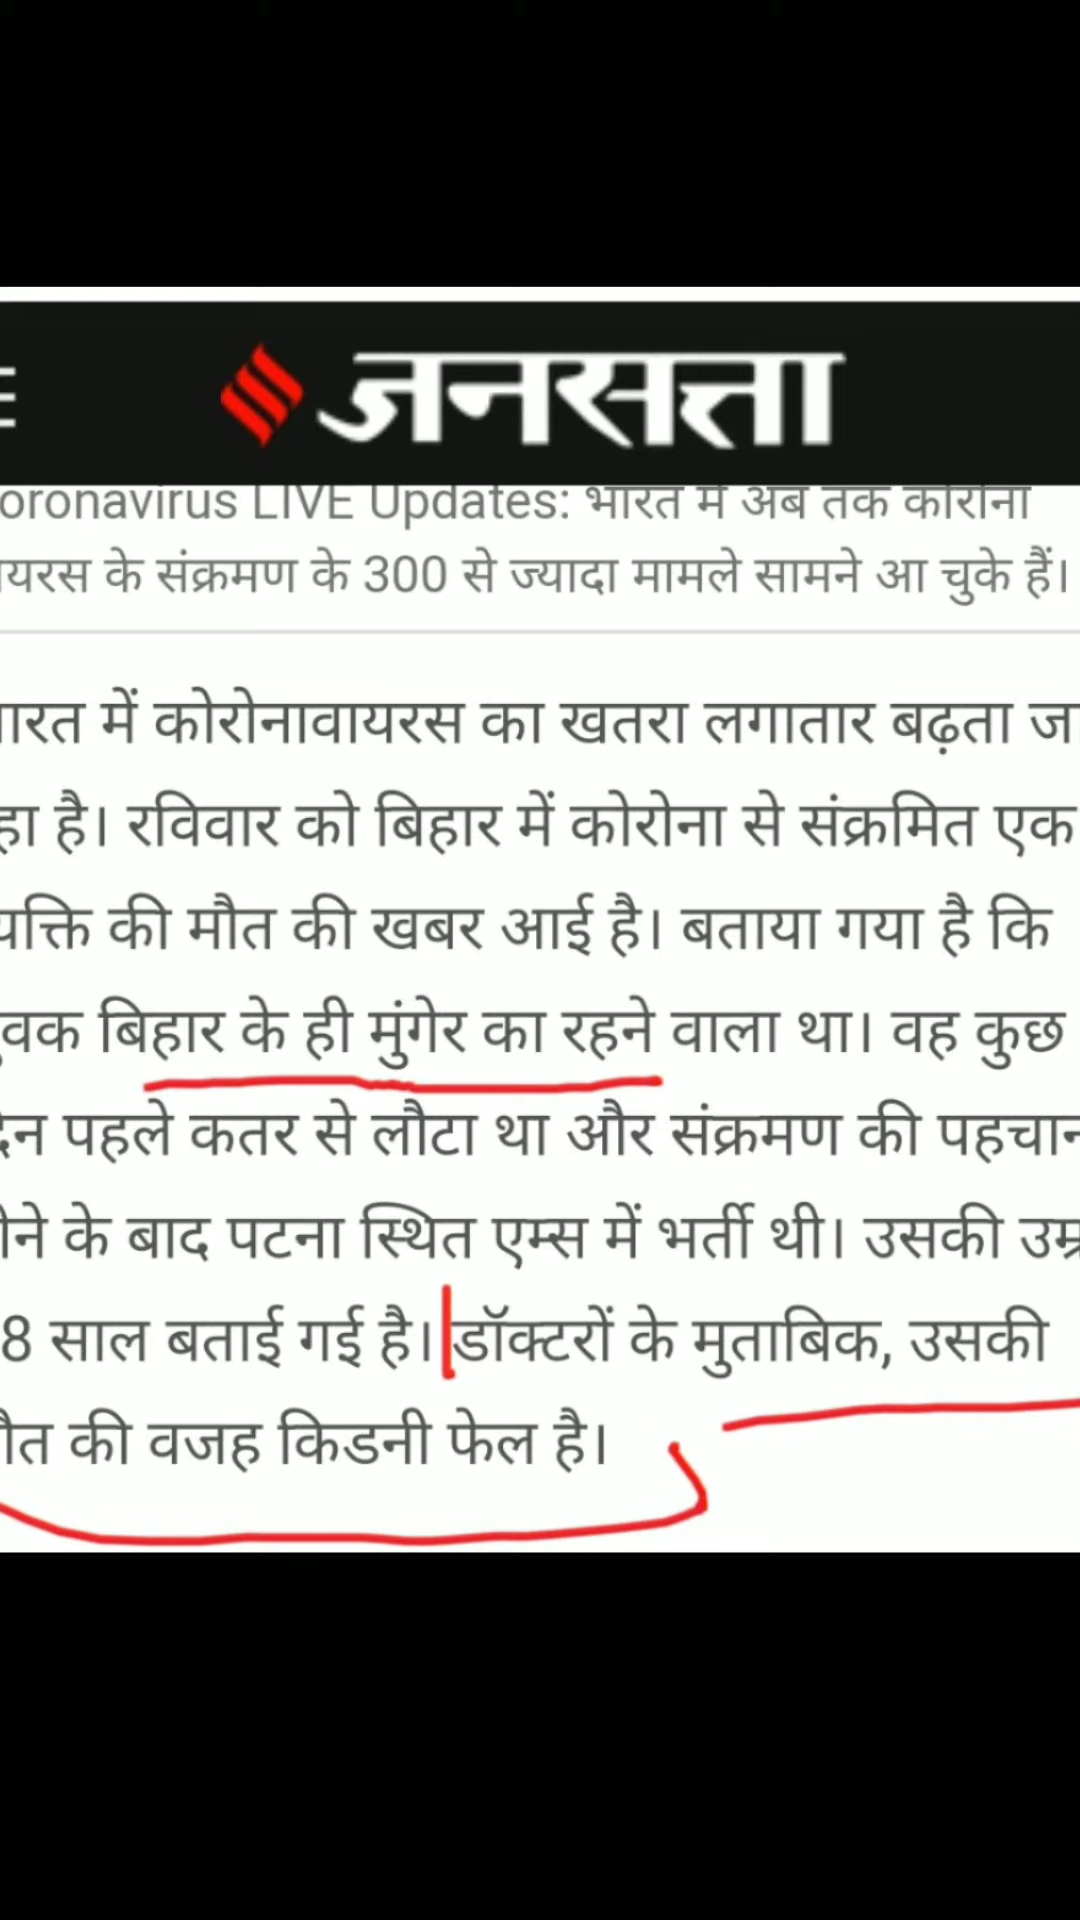 जनसत्ता
oronavirus LIVE Updates: भारत में अब तक कोरोना
यरस के संक्रमण के 300 से ज्यादा मामले सामने आ चुके हैं।
ारत में कोरोनावायरस का खतरा लगातार बढ़ता जा
हा है। रविवार को बिहार में कोरोना से संक्रमित एक
यक्ति की मौत की खबर आई है। बताया गया है कि
ुवक बिहार के ही मुंगेर का रहने वाला था। वह कुछ
देन पहले कतर से लौटा था और संक्रमण की पहचान
ोने के बाद पटना स्थित एम्स में भर्ती थी। उसकी उम्र
8 साल बताई गई है। डॉक्टरों के मुताबिक, उसकी
ौत की वजह किडनी फेल है।